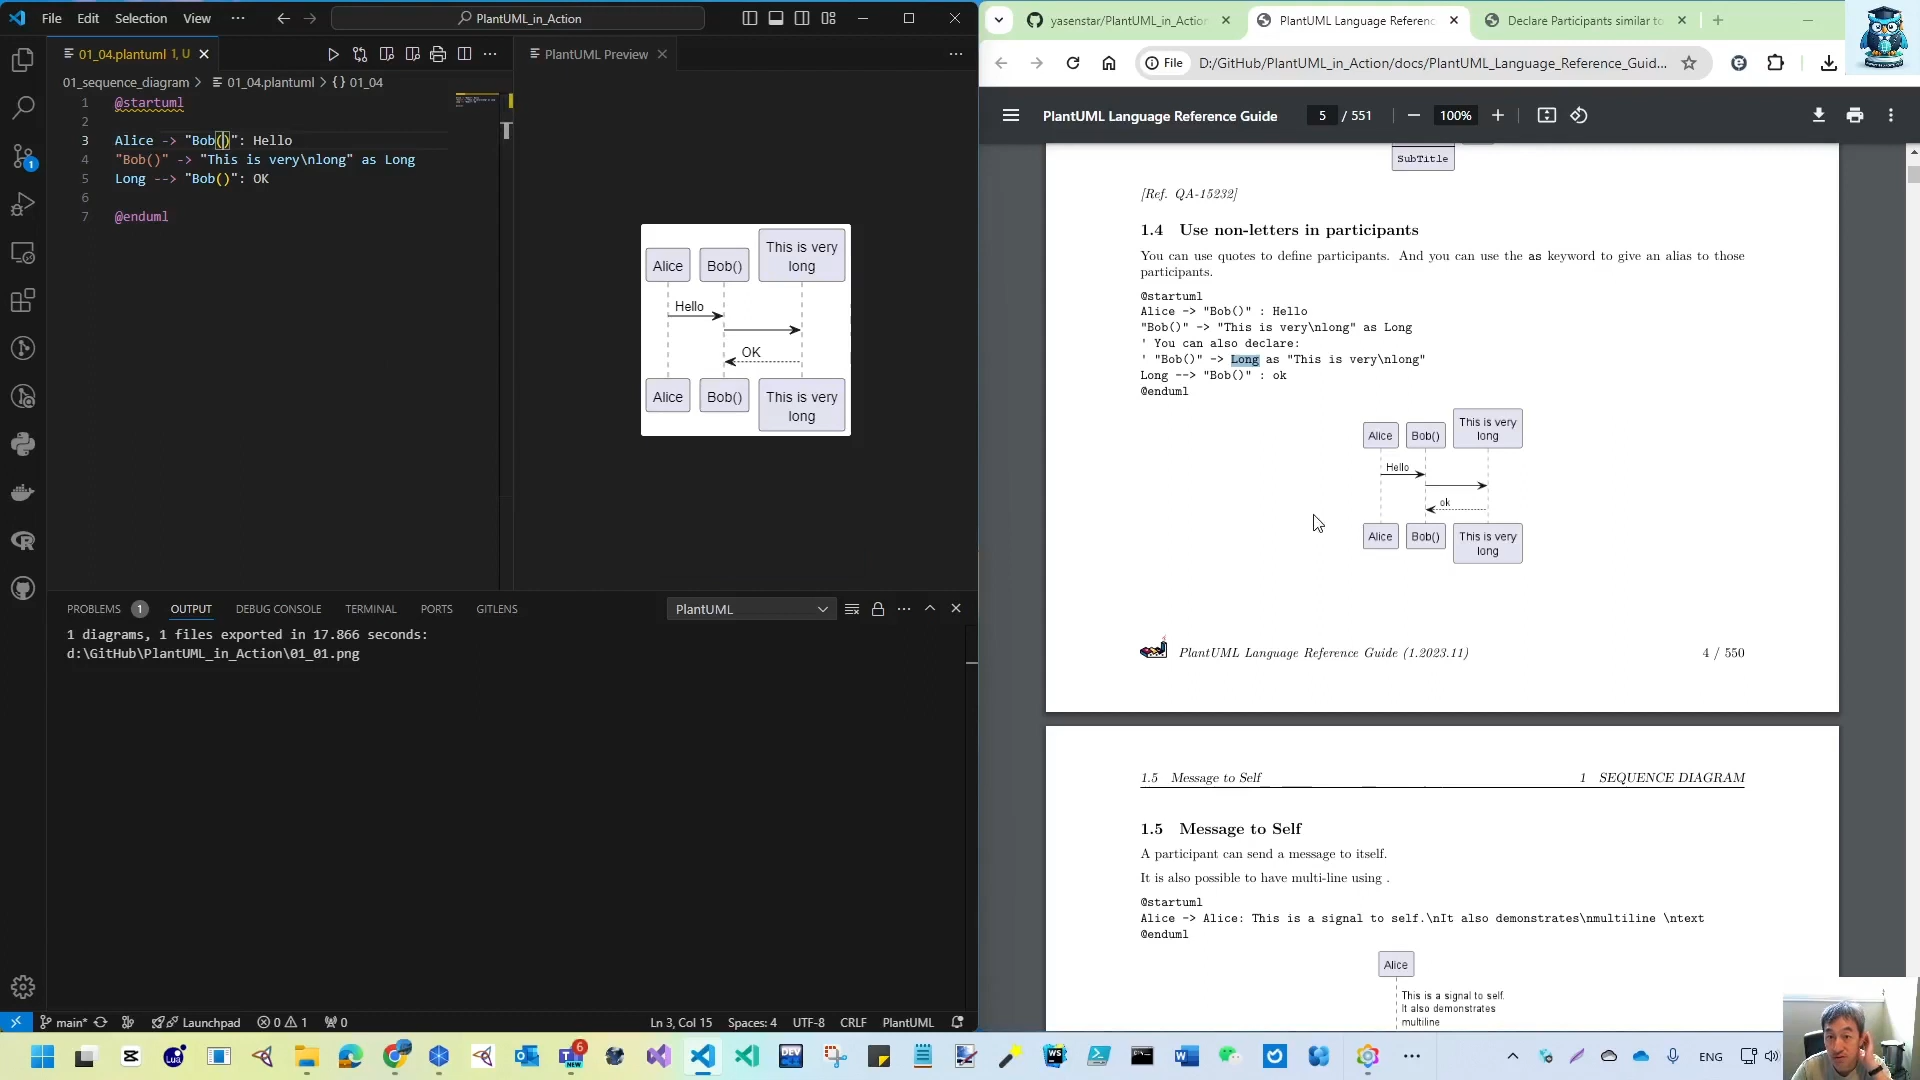 File Edit Selection View
PlantUML_in_Action
01_04.plantuml 1, U
01_sequence_diagram > 01_04.plantuml > {} 01_04
1 @startuml
2
3 Alice -> "Bob()": Hello
4 "Bob()" -> "This is very\nlong" as Long
5 Long --> "Bob()": OK
6
7 @enduml
PlantUML Preview
Alice Bob() This is very
long
Hello
OK
Alice Bob() This is very
long
PROBLEMS 1 OUTPUT DEBUG CONSOLE TERMINAL PORTS GITLENS
PlantUML
1 diagrams, 1 files exported in 17.866 seconds:
d:\GitHub\PlantUML_in_Action\01_01.png
main* Launchpad 0 1 0
Ln 3, Col 15 Spaces: 4 UTF-8 CRLF PlantUML
yasenstar/PlantUML_in_Action
PlantUML Language Referenc
Declare Participants similar to
File D:/GitHub/PlantUML_in_Action/docs/PlantUML_Language_Reference_Guid...
PlantUML Language Reference Guide 5 / 551 100%
SubTitle
[Ref. QA-15232]
1.4 Use non-letters in participants
You can use quotes to define participants. And you can use the as keyword to give an alias to those
participants.
@startuml
Alice -> "Bob()" : Hello
"Bob()" -> "This is very\nlong" as Long
' You can also declare:
' "Bob()" -> Long as "This is very\nlong"
Long --> "Bob()" : ok
@enduml
Alice Bob() This is very
long
Hello
ok
Alice Bob() This is very
long
PlantUML Language Reference Guide (1.2023.11) 4 / 550
1.5 Message to Self 1 SEQUENCE DIAGRAM
1.5 Message to Self
A participant can send a message to itself.
It is also possible to have multi-line using .
@startuml
Alice -> Alice: This is a signal to self.\nIt also demonstrates\nmultiline \ntext
@enduml
Alice
This is a signal to self.
It also demonstrates
multiline
ENG